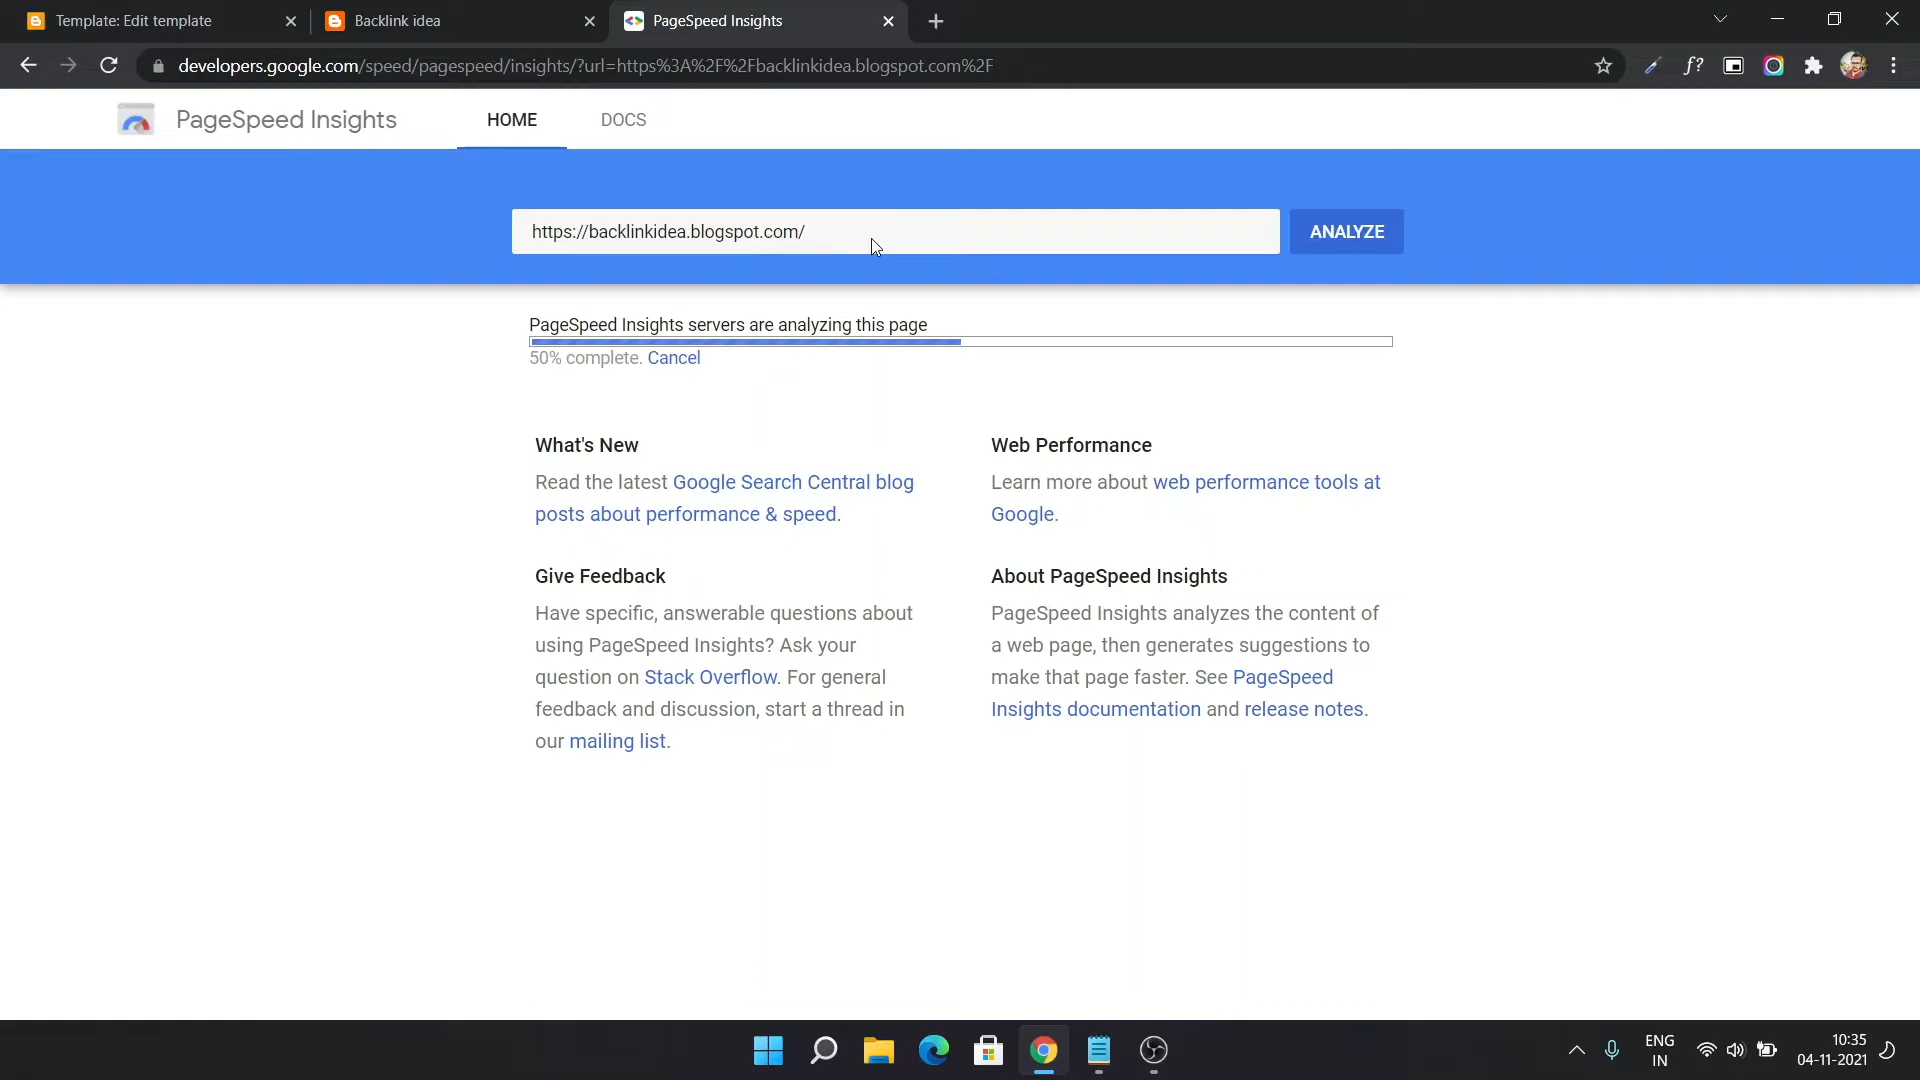 Template: Edit template
Backlink idea
PageSpeed Insights
developers.google.com/speed/pagespeed/insights/?url=https%3A%2F%2Fbacklinkidea.blogspot.com%2F
f?
PageSpeed Insights
HOME
DOCS
https://backlinkidea.blogspot.com/
ANALYZE
PageSpeed Insights servers are analyzing this page
50% complete. Cancel
What's New
Read the latest Google Search Central blog
posts about performance & speed.
Web Performance
Learn more about web performance tools at
Google.
Give Feedback
Have specific, answerable questions about
using PageSpeed Insights? Ask your
question on Stack Overflow. For general
feedback and discussion, start a thread in
our mailing list.
About PageSpeed Insights
PageSpeed Insights analyzes the content of
a web page, then generates suggestions to
make that page faster. See PageSpeed
Insights documentation and release notes.
ENG
IN
10:35
04-11-2021